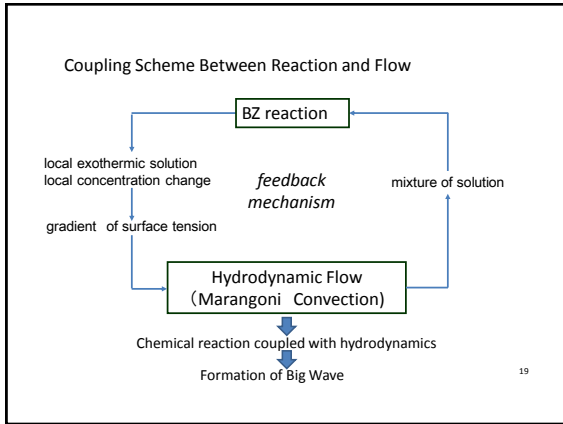 Coupling Scheme Between Reaction and Flow
BZ reaction
local exothermic solution
local concentration change
feedback
mechanism
mixture of solution
gradient of surface tension
Hydrodynamic Flow
（Marangoni Convection)
Chemical reaction coupled with hydrodynamics
Formation of Big Wave
19